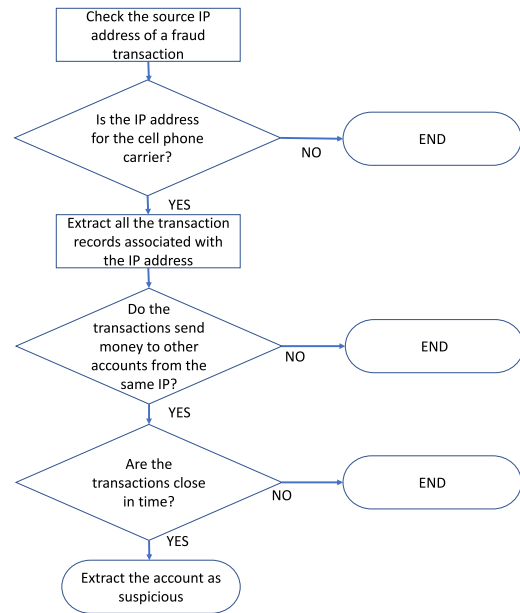 Check the source IP
address of a fraud
transaction
Is the IP address
for the cell phone
carrier?
END
NO
YES
Extract all the transaction
records associated with
the IP address
Do the
transactions send
money to other
accounts from the
same IP?
END
NO
YES
Are the
transactions close
in time?
END
NO
YES
Extract the account as
suspicious